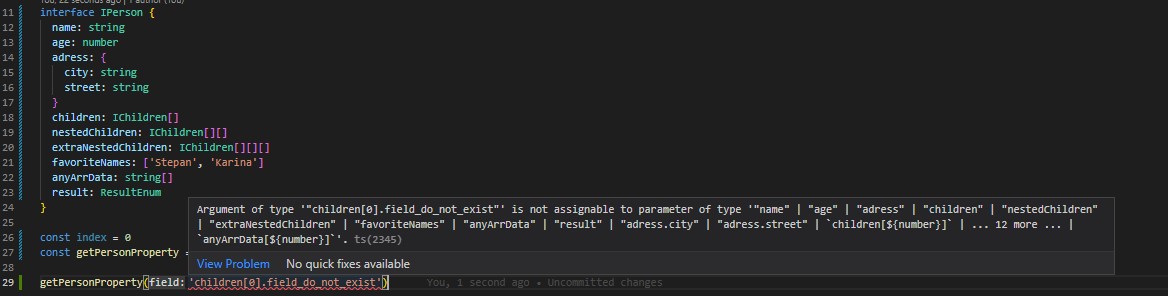 You, 22 seconds ago | 1 author (You)
11 interface IPerson {
12 name: string
13 age: number
14 adress: {
15 city: string
16 street: string
17 }
18 children: IChildren[]
19 nestedChildren: IChildren[][]
20 extraNestedChildren: IChildren[][][]
21 favoriteNames: ['Stepan', 'Karina']
22 anyArrData: string[]
23 result: ResultEnum
24 }
25
26 const index = 0
27 const getPersonProperty =
28
29 getPersonProperty(field: 'children[0].field_do_not_exist') You, 1 second ago • Uncommitted changes
Argument of type '"children[0].field_do_not_exist"' is not assignable to parameter of type '"name" | "age" | "adress" | "children" | "nestedChildren"
| "extraNestedChildren" | "favoriteNames" | "anyArrData" | "result" | "adress.city" | "adress.street" | `children[${number}]` | ... 12 more ... |
`anyArrData[${number}]`'. ts(2345)
View Problem No quick fixes available